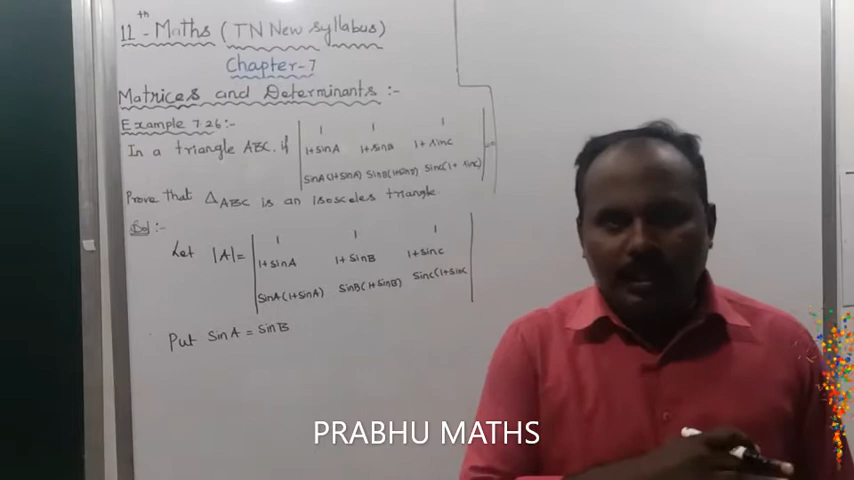 11th - Maths (TN New syllabus)
Chapter-7
Matrices and Determinants :-
Example 7.26:-
In a triangle ABC, if
1 1 1
1+sinA 1+sinB 1+sinC
sinA(1+sinA) sinB(1+sinB) sinC(1+sinC)
Prove that ΔABC is an Isosceles triangle.
Sol :-
Let |A|=
1 1 1
1+sinA 1+sinB 1+sinC
sinA(1+sinA) sinB(1+sinB) sinC(1+sinC
Put sinA = sinB
PRABHU MATHS